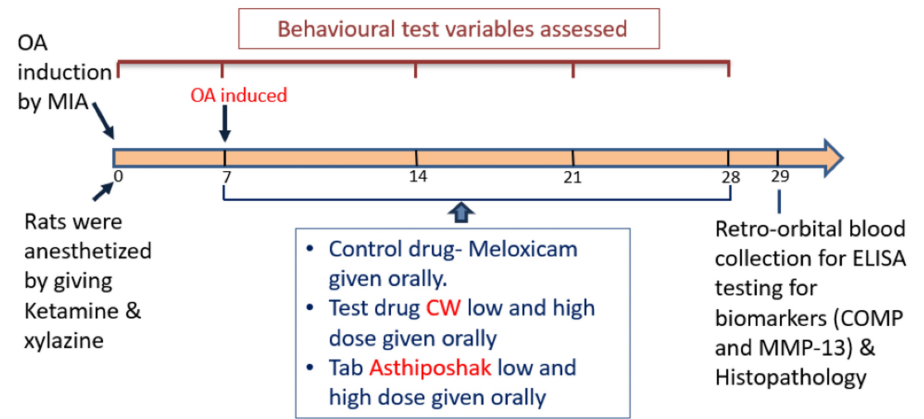 Behavioural test variables assessed
OA
induction
by MIA
OA induced
0
7
14
21
28
29
Rats were
anesthetized
by giving
Ketamine &
xylazine
• Control drug- Meloxicam
given orally.
• Test drug CW low and high
dose given orally
• Tab Asthiposhak low and
high dose given orally
Retro-orbital blood
collection for ELISA
testing for
biomarkers (COMP
and MMP-13) &
Histopathology